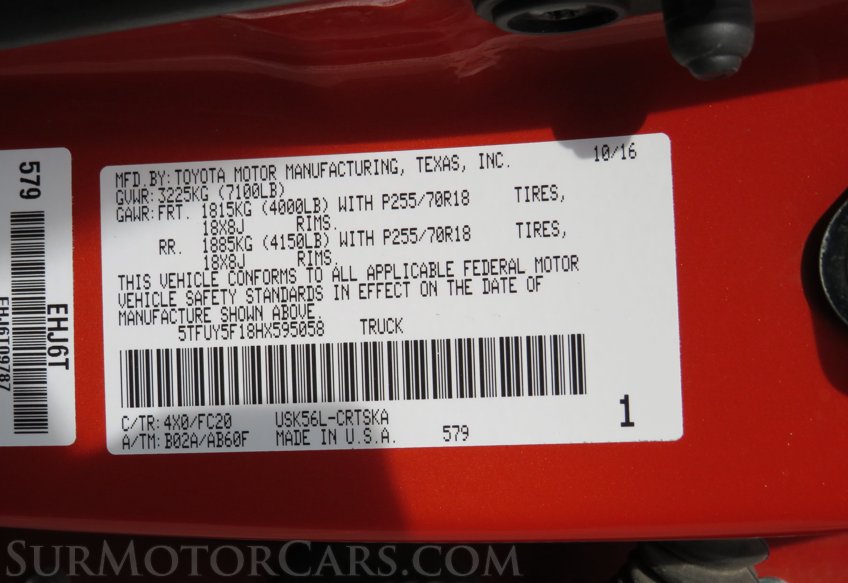 579
EHJ6T
EHJ6T09787
MFD.BY:TOYOTA MOTOR MANUFACTURING, TEXAS, INC. 10/16
GVWR:3225KG (7100LB)
GAWR:FRT. 1815KG (4000LB) WITH P255/70R18 TIRES,
18X8J RIMS.
RR. 1885KG (4150LB) WITH P255/70R18 TIRES,
18X8J RIMS.
THIS VEHICLE CONFORMS TO ALL APPLICABLE FEDERAL MOTOR
VEHICLE SAFETY STANDARDS IN EFFECT ON THE DATE OF
MANUFACTURE SHOWN ABOVE.
5TFUY5F18HX595058 TRUCK
C/TR:4X0/FC20 USK56L-CRTSKA
A/TM:B02A/AB60F MADE IN U.S.A. 579
1
SurMotorCars.com